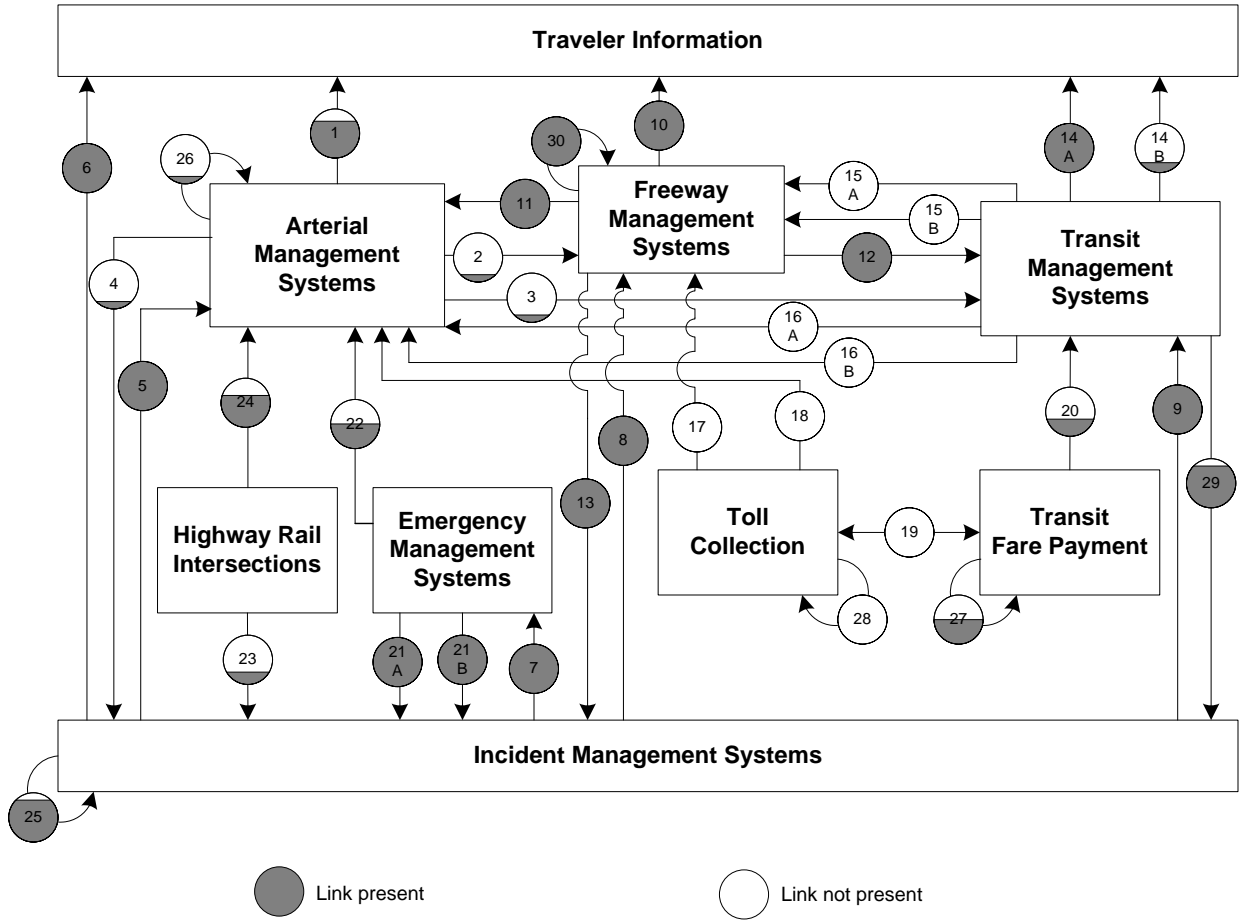 Traveler Information
1
10
14
A
14
B
6
26
30
15
A
Freeway
Management
Systems
11
15
B
Arterial
Management
Systems
2
12
Transit
Management
Systems
4
3
16
A
16
B
5
24
22
17
18
20
9
8
13
29
Highway Rail
Intersections
Emergency
Management
Systems
Toll
Collection
19
Transit
Fare Payment
28
27
23
21
A
21
B
7
Incident Management Systems
25
Link present
Link not present